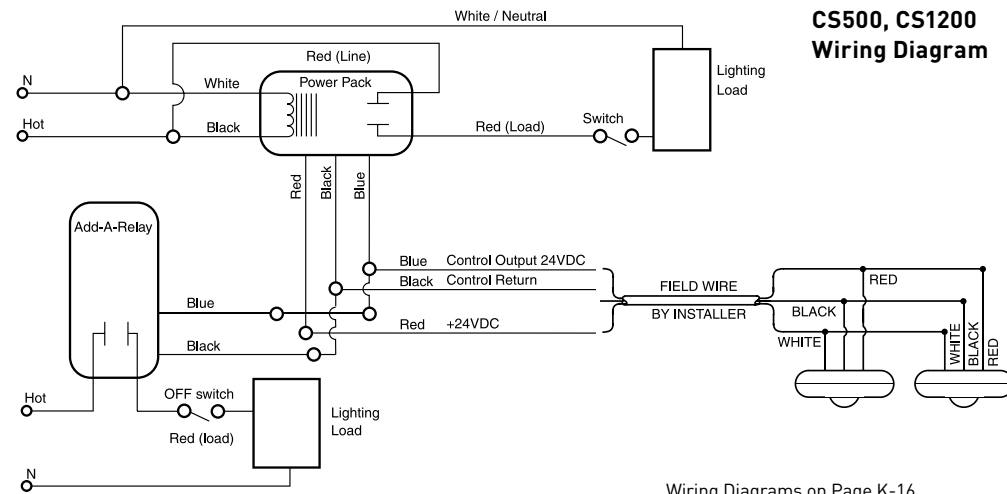 CS500, CS1200
Wiring Diagram
White / Neutral
Red (Line)
Power Pack
N
White
Hot
Black
Red (Load)
Switch
Lighting
Load
Red
Black
Blue
Add-A-Relay
Blue
Black
Blue Control Output 24VDC
Black Control Return
Red +24VDC
FIELD WIRE
BY INSTALLER
RED
BLACK
WHITE
WHITE
BLACK
RED
Hot
OFF switch
Red (load)
Lighting
Load
N
Wiring Diagrams on Page K-16